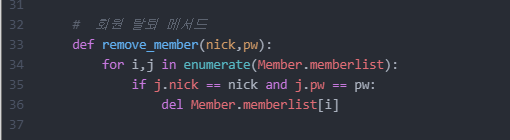 31
32 # 회원 탈퇴 메서드
33 def remove_member(nick,pw):
34 for i,j in enumerate(Member.memberlist):
35 if j.nick == nick and j.pw == pw:
36 del Member.memberlist[i]
37